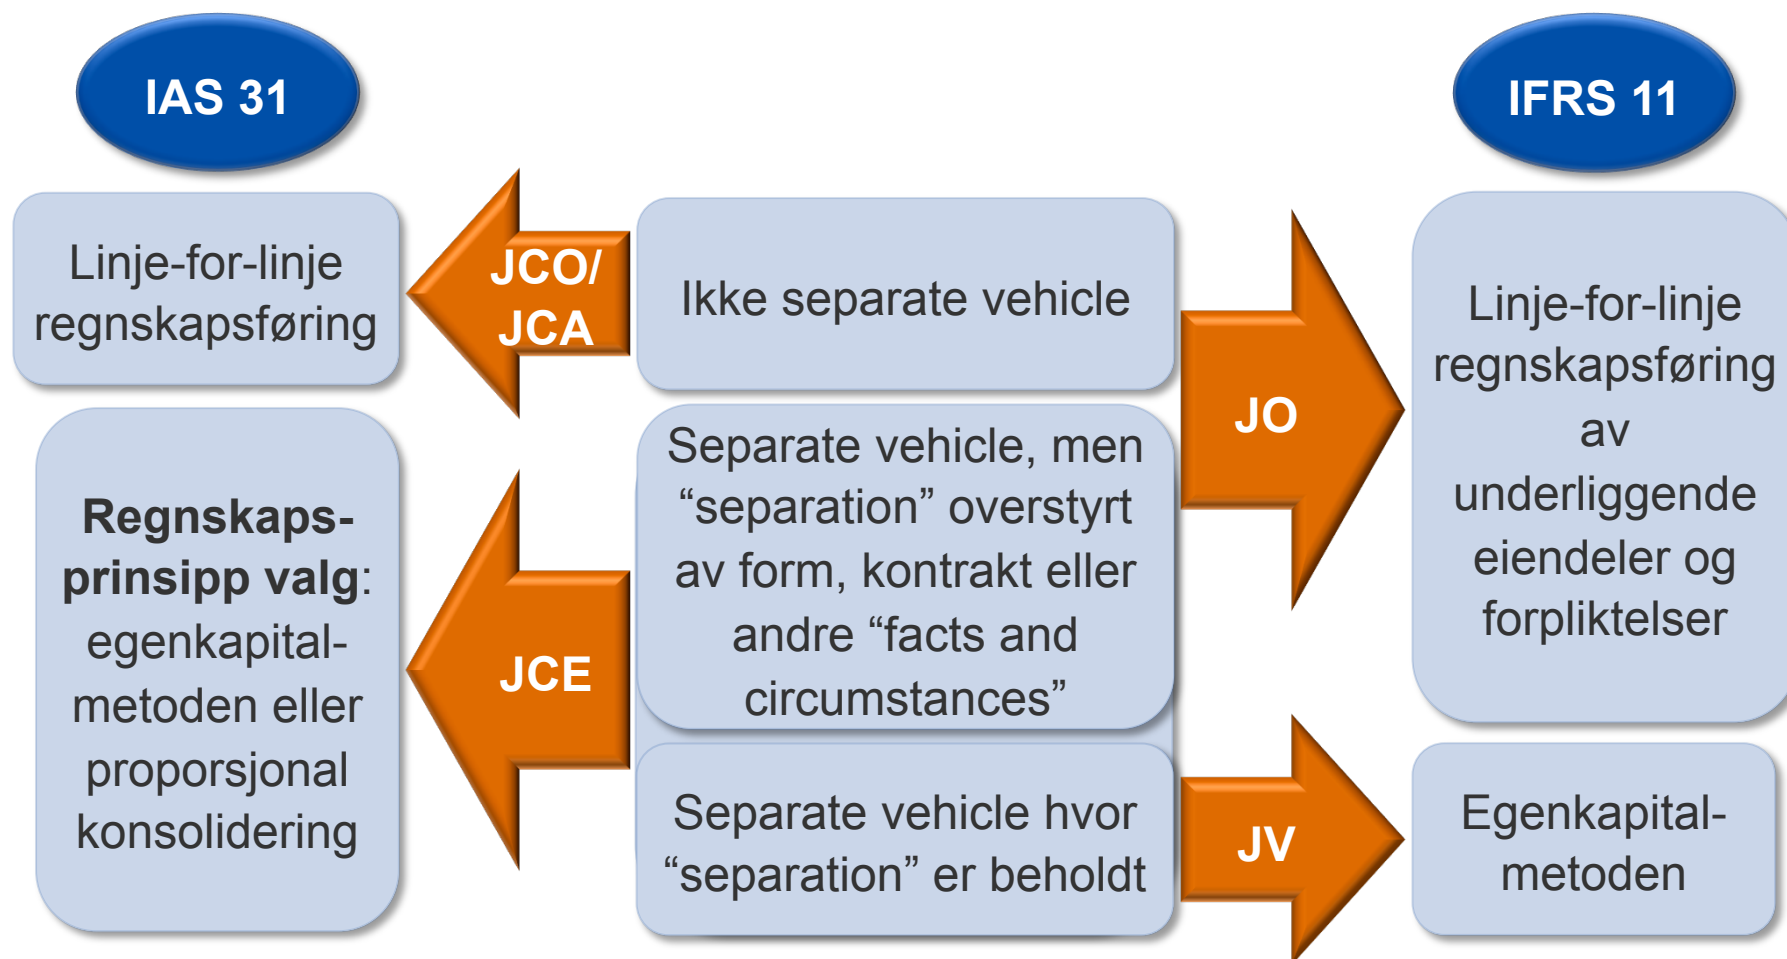 IAS 31
IFRS 11
Linje-for-linje
regnskapsføring
JCO/
JCA
Ikke separate vehicle
JO
Linje-for-linje
regnskapsføring
av
underliggende
eiendeler og
forpliktelser
Regnskaps-
prinsipp valg:
egenkapital-
metoden eller
proporsjonal
konsolidering
JCE
Separate vehicle, men
“separation” overstyrt
av form, kontrakt eller
andre “facts and
circumstances”
Separate vehicle hvor
“separation” er beholdt
JV
Egenkapital-
metoden